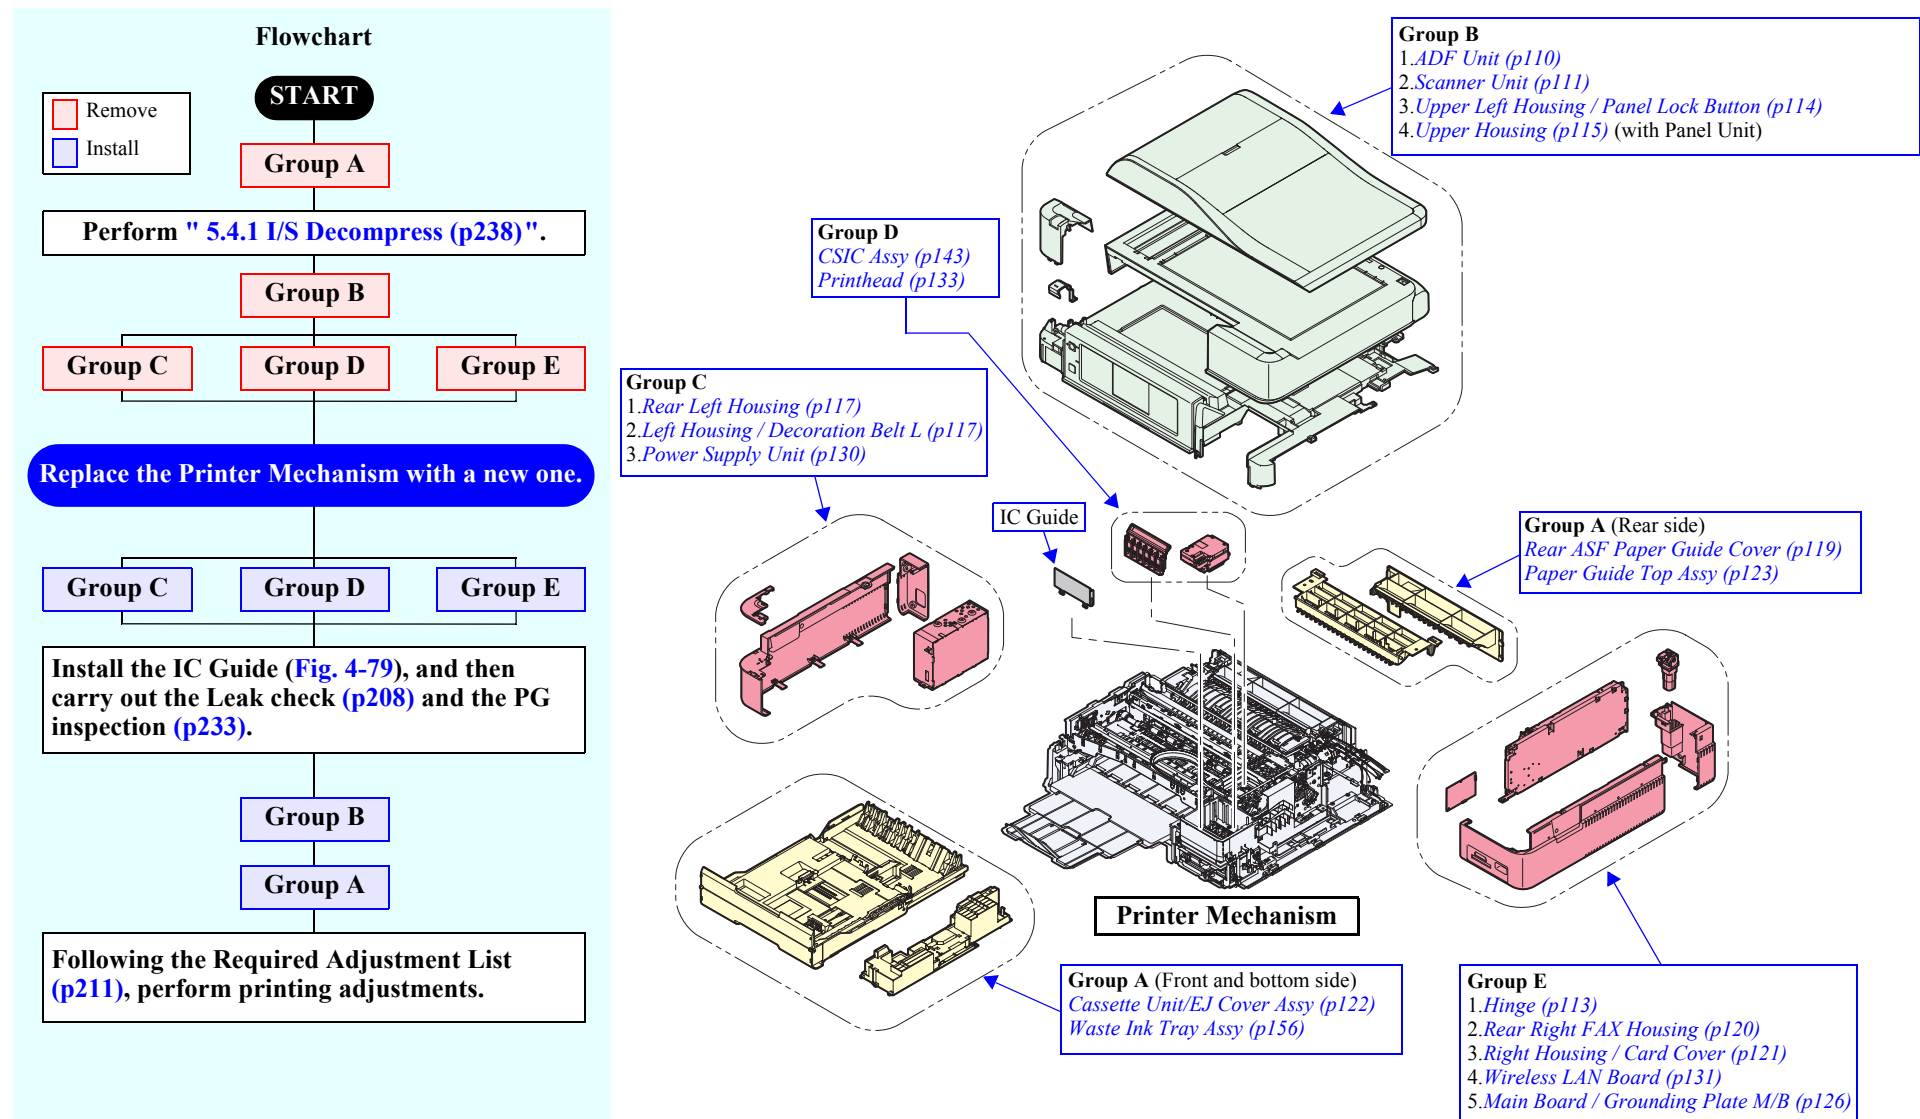 Flowchart
START
Remove
Install
Group A
Perform " 5.4.1 I/S Decompress (p238)".
Group B
Group C
Group D
Group E
Replace the Printer Mechanism with a new one.
Group C
Group D
Group E
Install the IC Guide (Fig. 4-79), and then
carry out the Leak check (p208) and the PG
inspection (p233).
Group B
Group A
Following the Required Adjustment List
(p211), perform printing adjustments.
Group B
1.ADF Unit (p110)
2.Scanner Unit (p111)
3.Upper Left Housing / Panel Lock Button (p114)
4.Upper Housing (p115) (with Panel Unit)
Group D
CSIC Assy (p143)
Printhead (p133)
Group C
1.Rear Left Housing (p117)
2.Left Housing / Decoration Belt L (p117)
3.Power Supply Unit (p130)
IC Guide
Group A (Rear side)
Rear ASF Paper Guide Cover (p119)
Paper Guide Top Assy (p123)
Printer Mechanism
Group A (Front and bottom side)
Cassette Unit/EJ Cover Assy (p122)
Waste Ink Tray Assy (p156)
Group E
1.Hinge (p113)
2.Rear Right FAX Housing (p120)
3.Right Housing / Card Cover (p121)
4.Wireless LAN Board (p131)
5.Main Board / Grounding Plate M/B (p126)